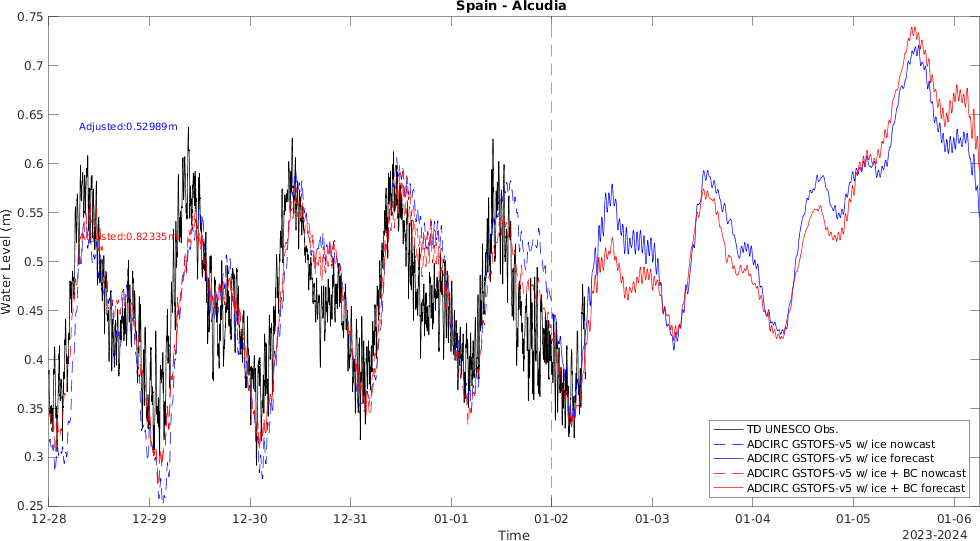 Spain - Alcudia
0.75
0.7
0.65
0.6
0.55
0.5
0.45
0.4
0.35
0.3
0.25
Water Level (m)
Adjusted:0.52989m
Adjusted:0.82335m
TD UNESCO Obs.
ADCIRC GSTOFS-v5 w/ ice nowcast
ADCIRC GSTOFS-v5 w/ ice forecast
ADCIRC GSTOFS-v5 w/ ice + BC nowcast
ADCIRC GSTOFS-v5 w/ ice + BC forecast
12-28 12-29 12-30 12-31 01-01 01-02 01-03 01-04 01-05 01-06
Time
2023-2024